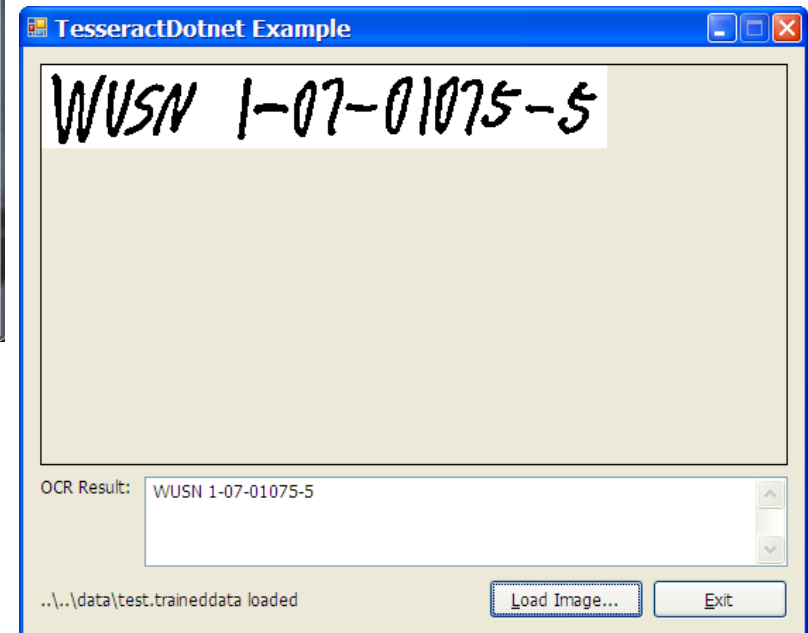 TesseractDotnet Example
WUSN 1-07-01075-5
OCR Result:
WUSN 1-07-01075-5
..\..\data\test.traineddata loaded
Load Image...
Exit